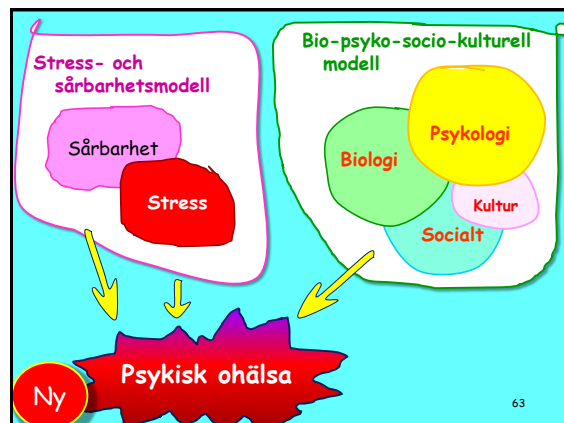 Stress- och
sårbarhetsmodell
Sårbarhet
Stress
Bio-psyko-socio-kulturell
modell
Psykologi
Biologi
Kultur
Socialt
Psykisk ohälsa
Ny
63